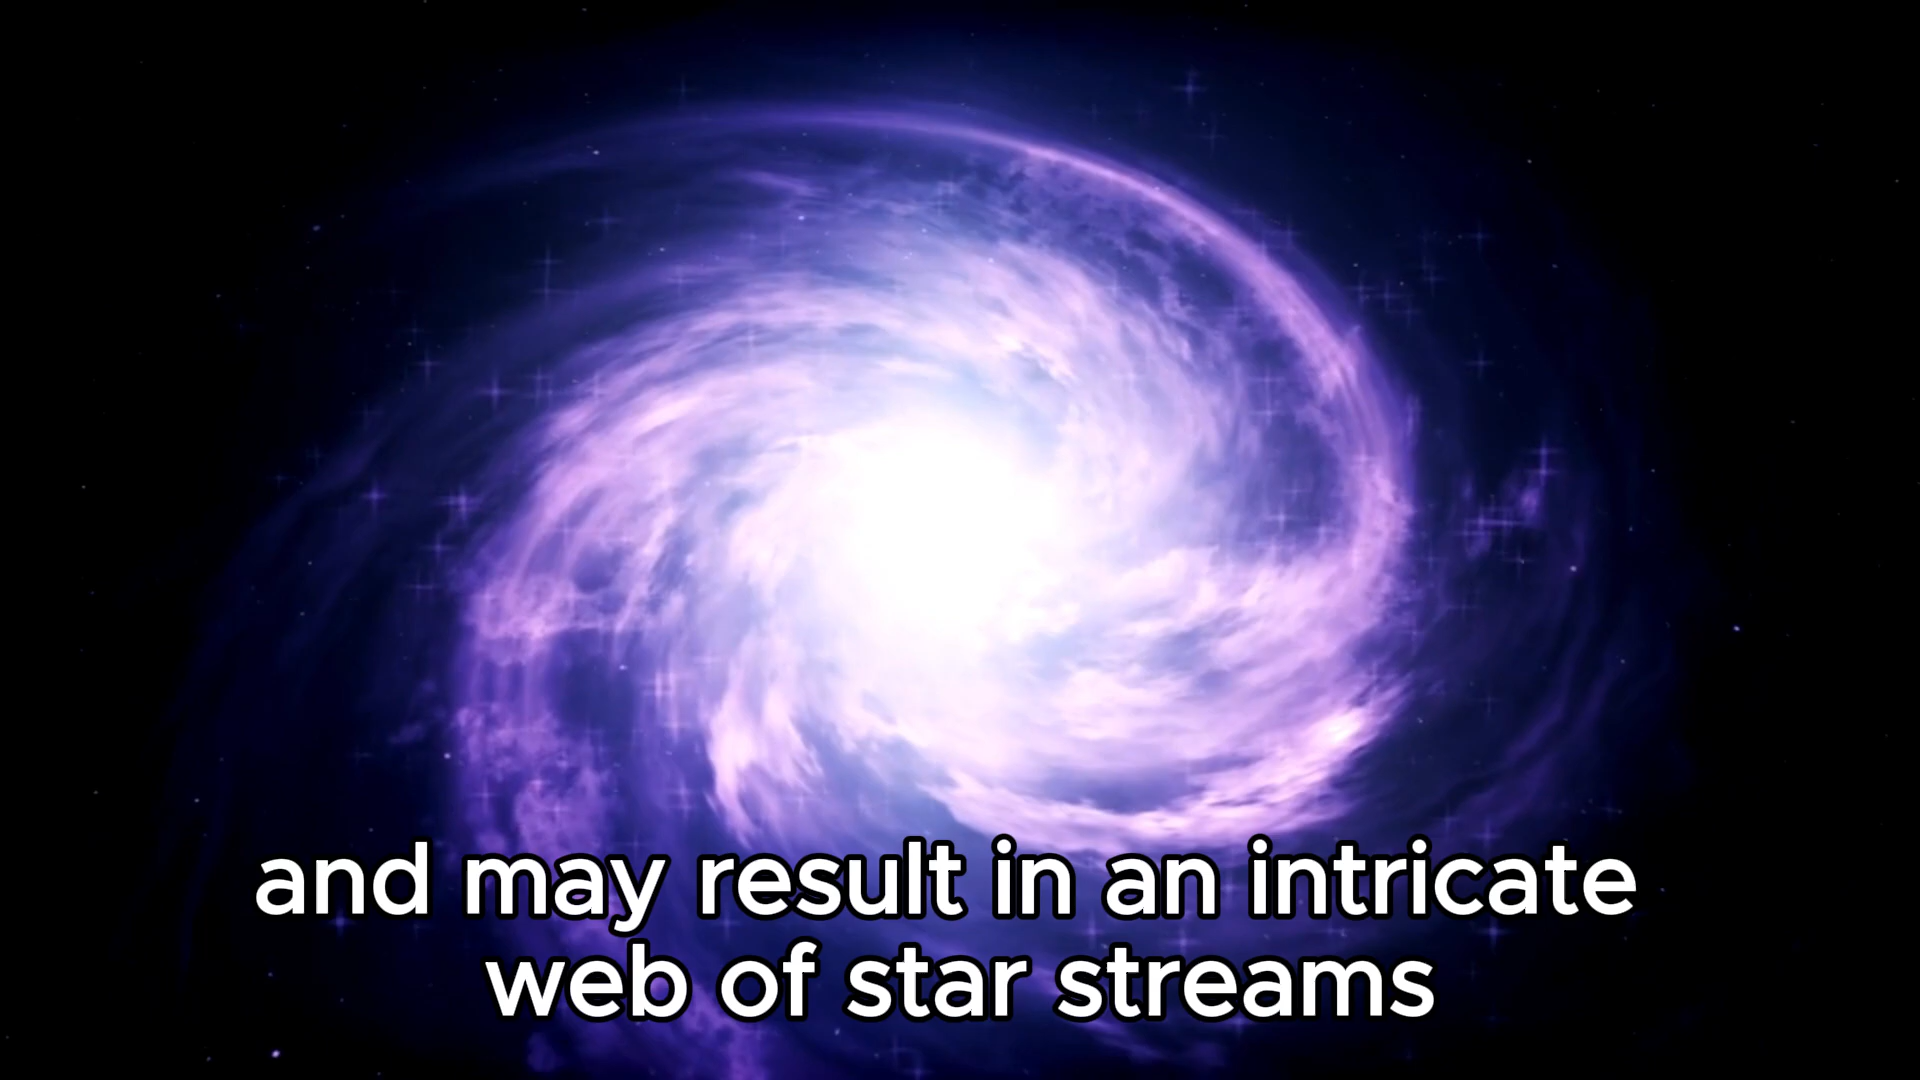 and may result in an intricate
web of star streams